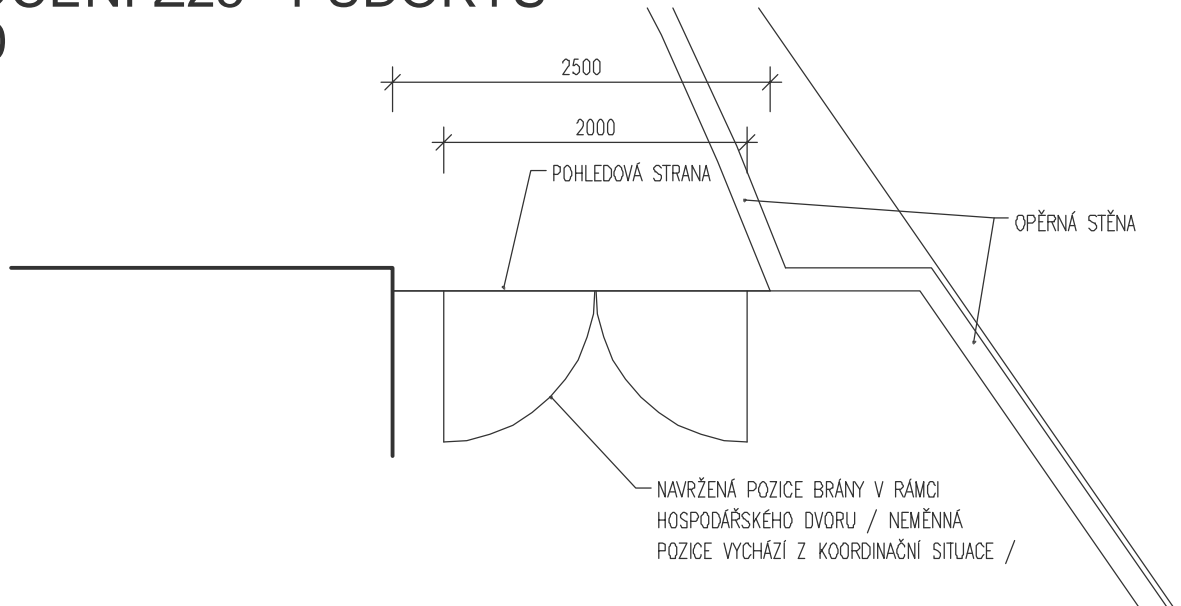 2500
2000
POHLEDOVÁ STRANA
OPĚRNÁ STĚNA
NAVRŽENÁ POZICE BRÁNY V RÁMCI
HOSPODÁŘSKÉHO DVORU / NEMĚNNÁ
POZICE VYCHÁZÍ Z KOORDINAČNÍ SITUACE /